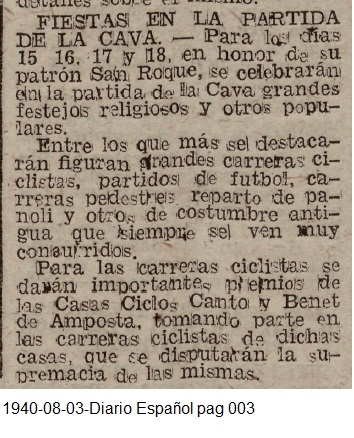 detalles sobre el mismo.
FIESTAS EN LA PARTIDA
DE LA CAVA. — Para los días
15 16, 17 y 18, en honor de su
patrón San Roque, se celebrarán
en la partida de la Cava grandes
festejos religiosos y otros popu-
lares.
Entre los que más se destaca-
rán figuran grandes carreras ci-
clistas, partidos de futbol, ca-
rreras pedestres reparto de pa-
noli y otros de costumbre anti-
gua que siempre se ven muy
concurridos.
Para las carreras ciclistas se
darán importantes premios de
las Casas Ciclos Canto y Benet
de Amposta, tomando parte en
las carreras ciclistas de dichas
casas, que se disputarán la su-
premacia de las mismas.
1940-08-03-Diario Español pag 003